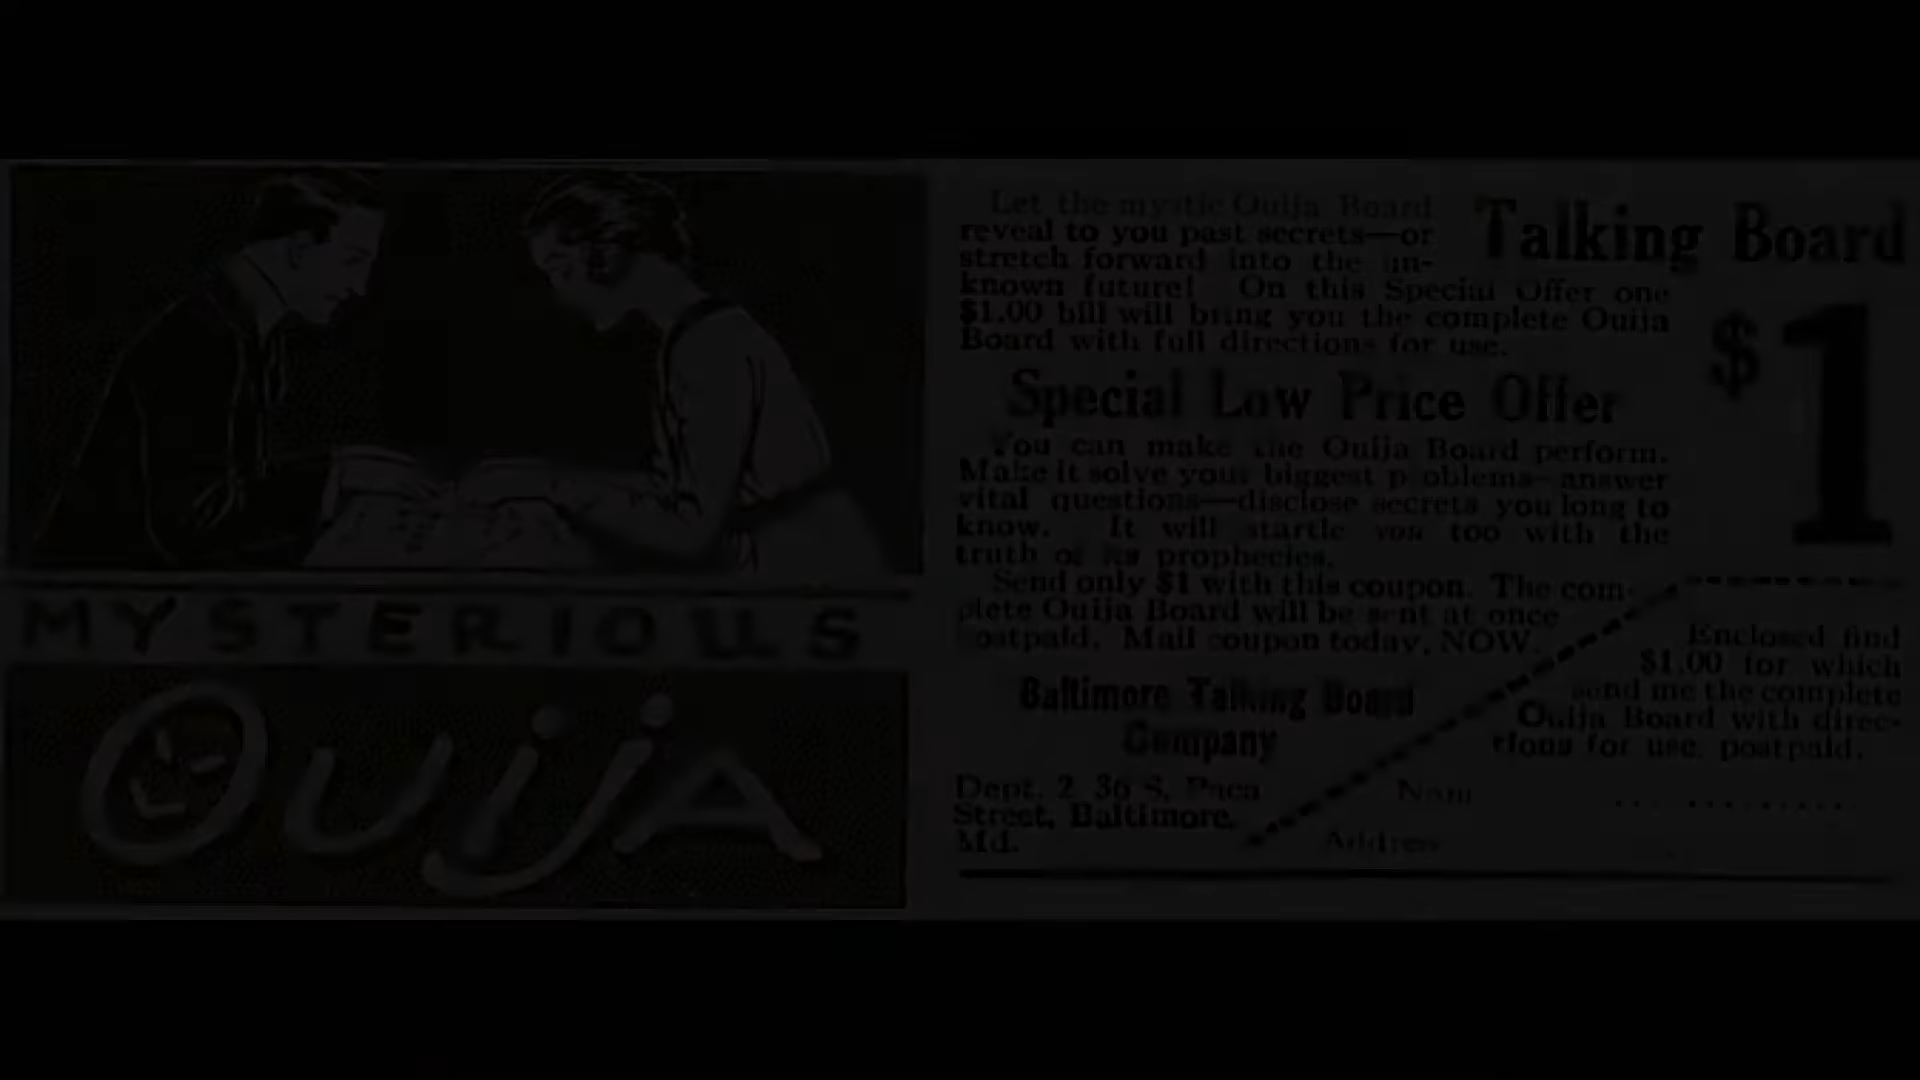 MYSTERIOUS
OuijA
Talking Board
$1
Let the mystic Ouija Board
reveal to you past secrets—or
stretch forward into the un-
known future! On this Special Offer one
$1.00 bill will bring you the complete Ouija
Board with full directions for use.
Special Low Price Offer
You can make the Ouija Board perform.
Make it solve your biggest problems—answer
vital questions—disclose secrets you long to
know. It will startle you too with the
truth of its prophecies.
Send only $1 with this coupon. The com-
plete Ouija Board will be sent at once
postpaid. Mail coupon today, NOW.
Baltimore Talking Board
Company
Dept. 2 36 S. Paca
Street, Baltimore,
Md.
Enclosed find
$1.00 for which
send me the complete
Ouija Board with direc-
tions for use, postpaid.
Name
Address